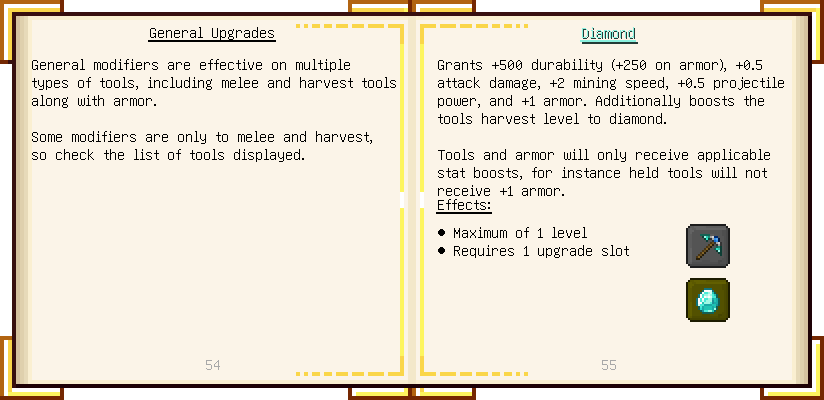 General Upgrades
General modifiers are effective on multiple
types of tools, including melee and harvest tools
along with armor.
Some modifiers are only to melee and harvest,
so check the list of tools displayed.
54
Diamond
Grants +500 durability (+250 on armor), +0.5
attack damage, +2 mining speed, +0.5 projectile
power, and +1 armor. Additionally boosts the
tools harvest level to diamond.
Tools and armor will only receive applicable
stat boosts, for instance held tools will not
receive +1 armor.
Effects:
● Maximum of 1 level
● Requires 1 upgrade slot
55